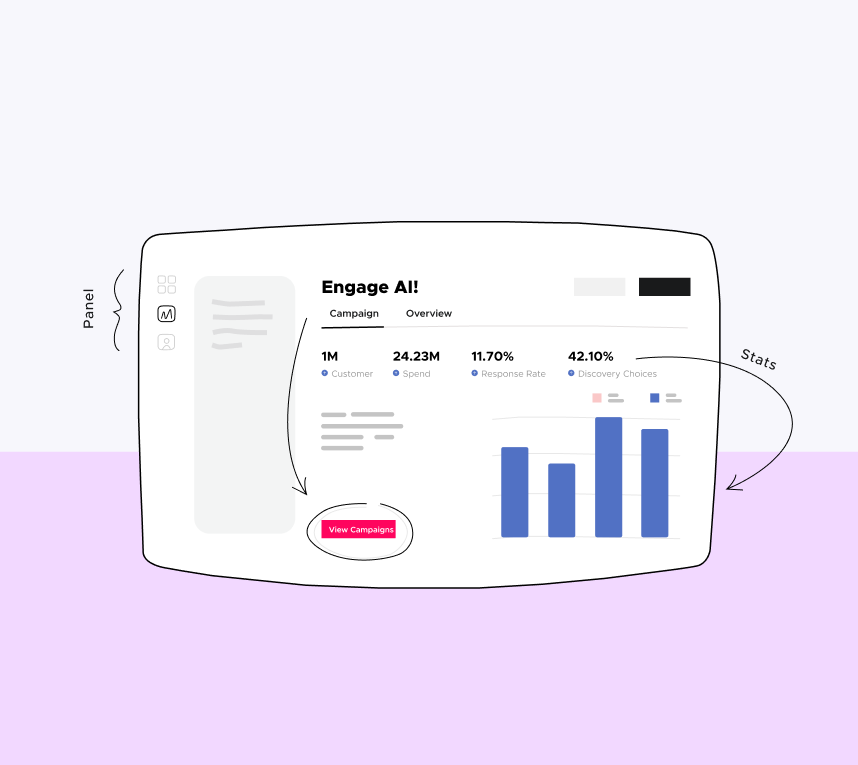 Panel
Engage AI!
Campaign Overview
1M 24.23M 11.70% 42.10%
Customer Spend Response Rate Discovery Choices
Stats
View Campaigns